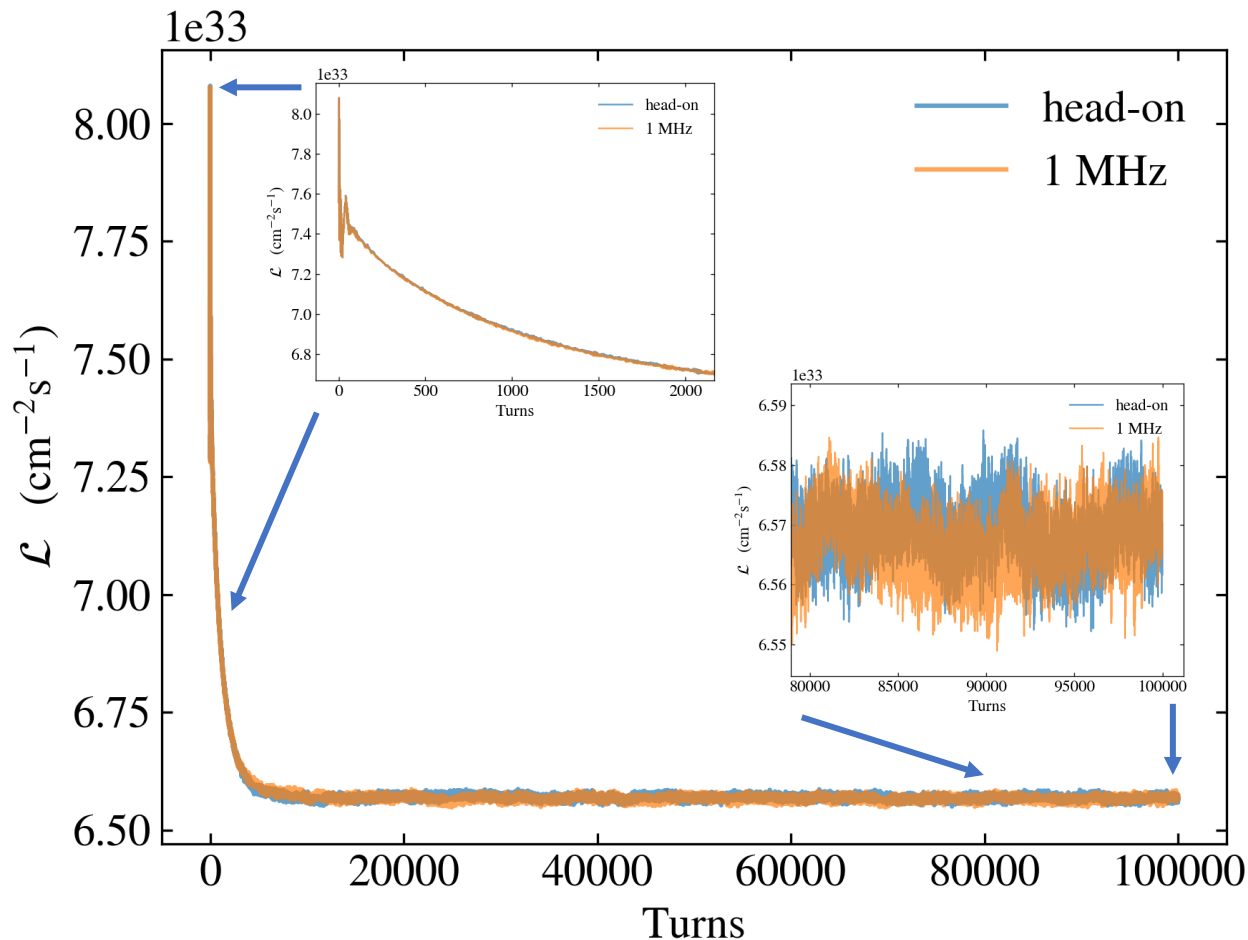 1e33
8.00
7.75
7.50
7.25
7.00
6.75
6.50
ℒ (cm⁻²s⁻¹)
0 20000 40000 60000 80000 100000
Turns
head-on
1 MHz
1e33
8.0
7.8
7.6
7.4
7.2
7.0
6.8
ℒ (cm⁻²s⁻¹)
head-on
1 MHz
0 500 1000 1500 2000
Turns
1e33
6.59
6.58
6.57
6.56
6.55
ℒ (cm⁻²s⁻¹)
head-on
1 MHz
80000 85000 90000 95000 100000
Turns